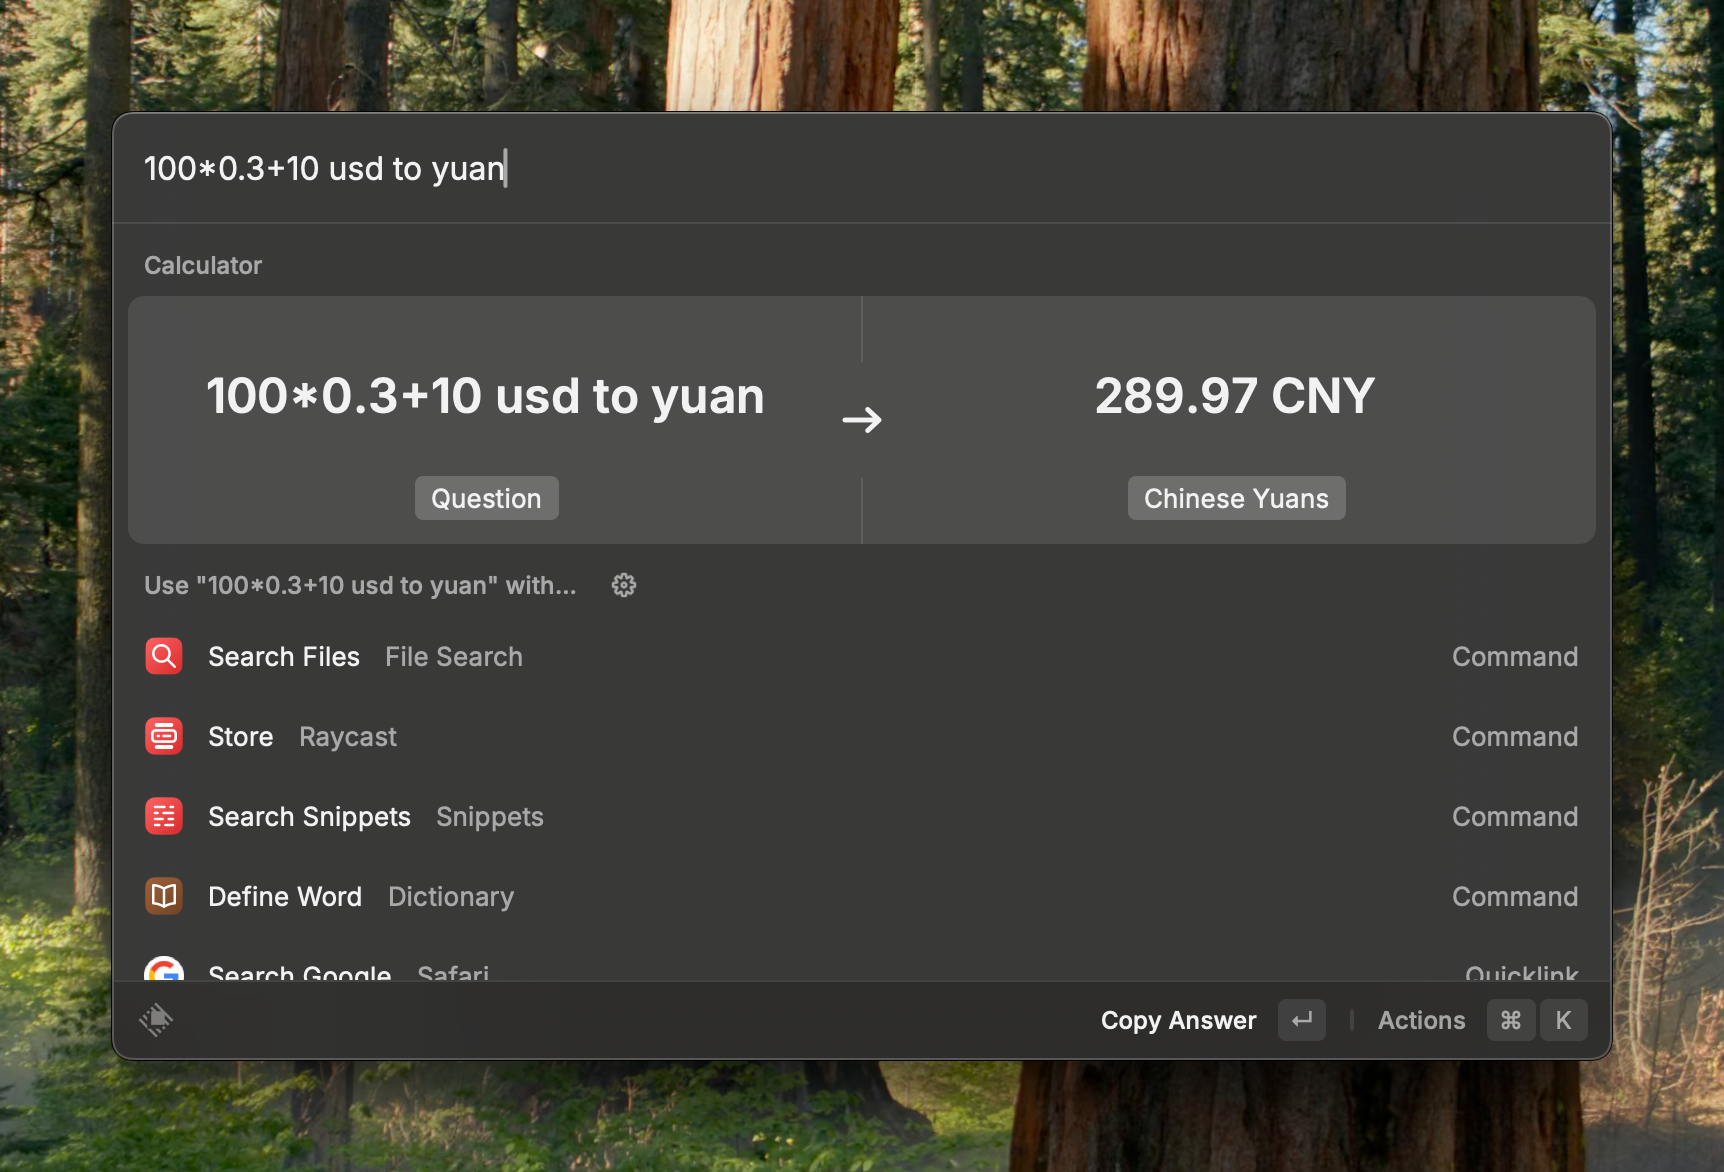 100*0.3+10 usd to yuan
Calculator
100*0.3+10 usd to yuan → 289.97 CNY
Question Chinese Yuans
Use "100*0.3+10 usd to yuan" with...
Search Files File Search Command
Store Raycast Command
Search Snippets Snippets Command
Define Word Dictionary Command
Search Google Safari Quicklink
Copy Answer ↵ Actions ⌘ K